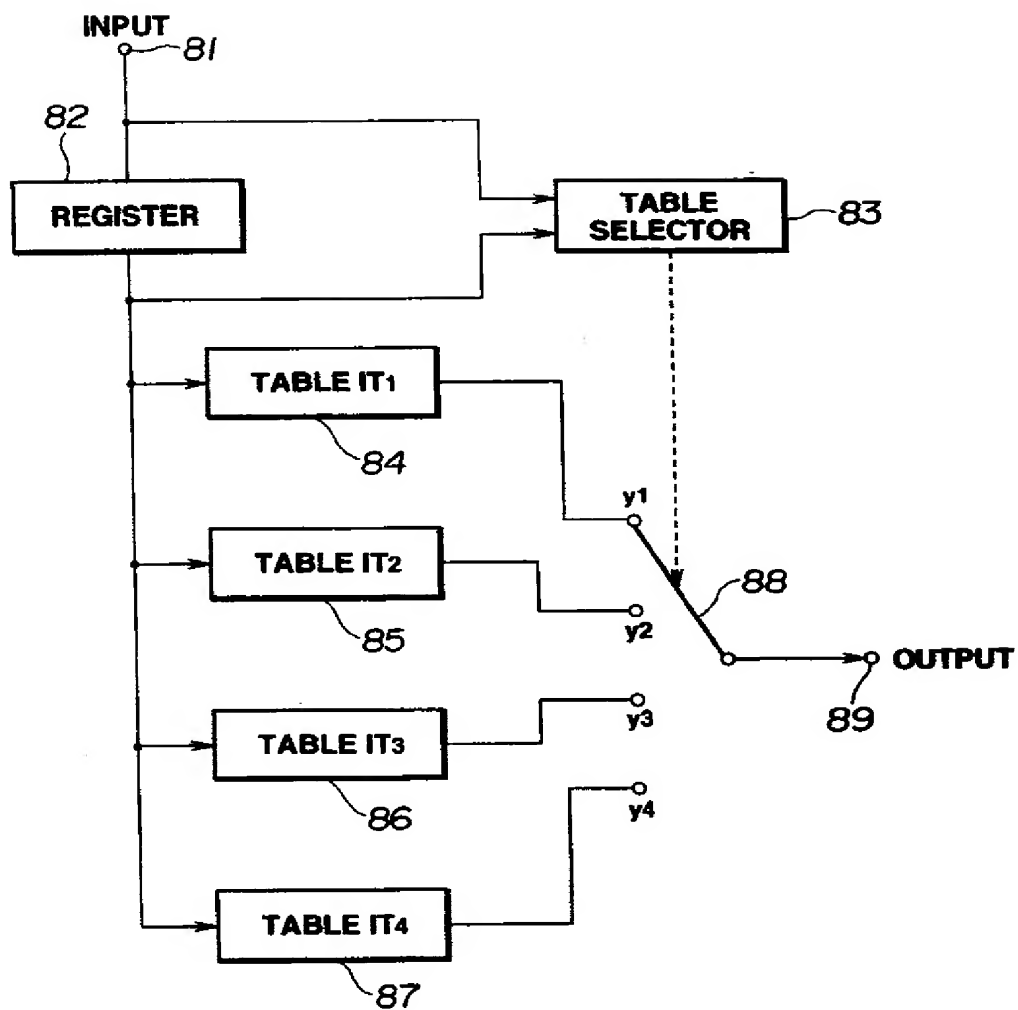 INPUT
81
82
REGISTER
TABLE
SELECTOR
83
TABLE IT1
84
y1
TABLE IT2
85
88
y2
OUTPUT
89
TABLE IT3
86
y3
y4
TABLE IT4
87